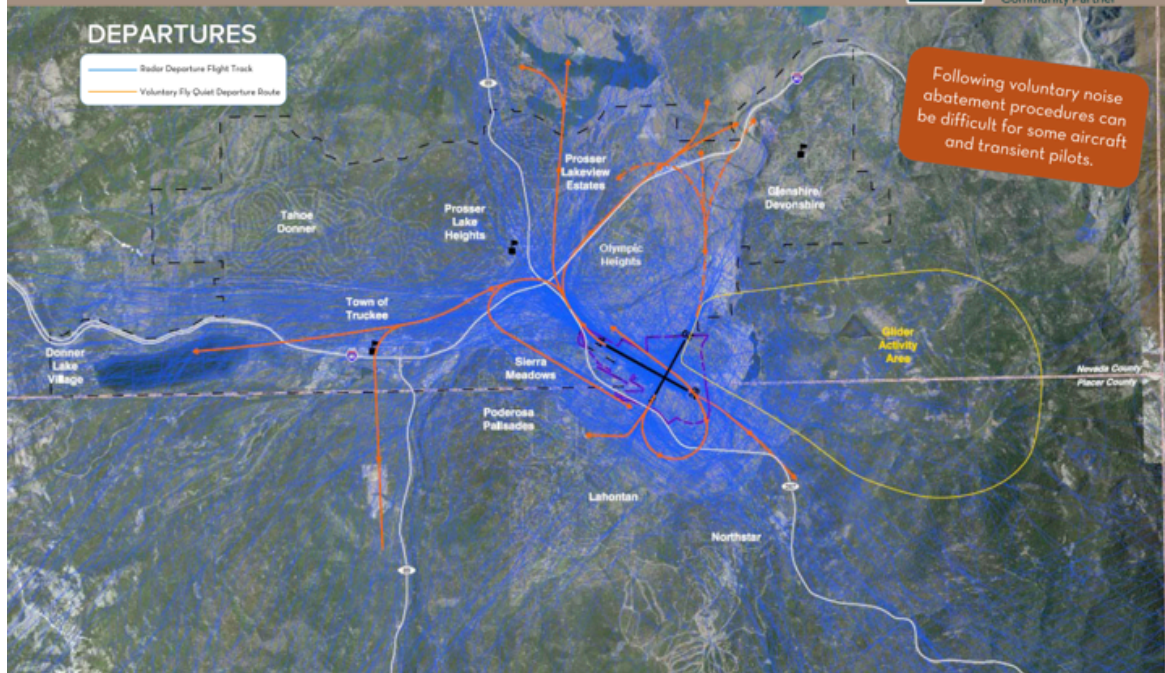 Community Partner
DEPARTURES
Radar Departure Flight Track
Voluntary Fly Quiet Departure Route
Following voluntary noise
abatement procedures can
be difficult for some aircraft
and transient pilots.
Prosser
Lakeview
Estates
Glenshire/
Devonshire
Tahoe
Donner
Prosser
Lake
Heights
Olympic
Heights
Town of
Truckee
Glider
Activity
Area
Donner
Lake
Village
Sierra
Meadows
Nevada County
Placer County
Poderosa
Palisades
Lahontan
Northstar